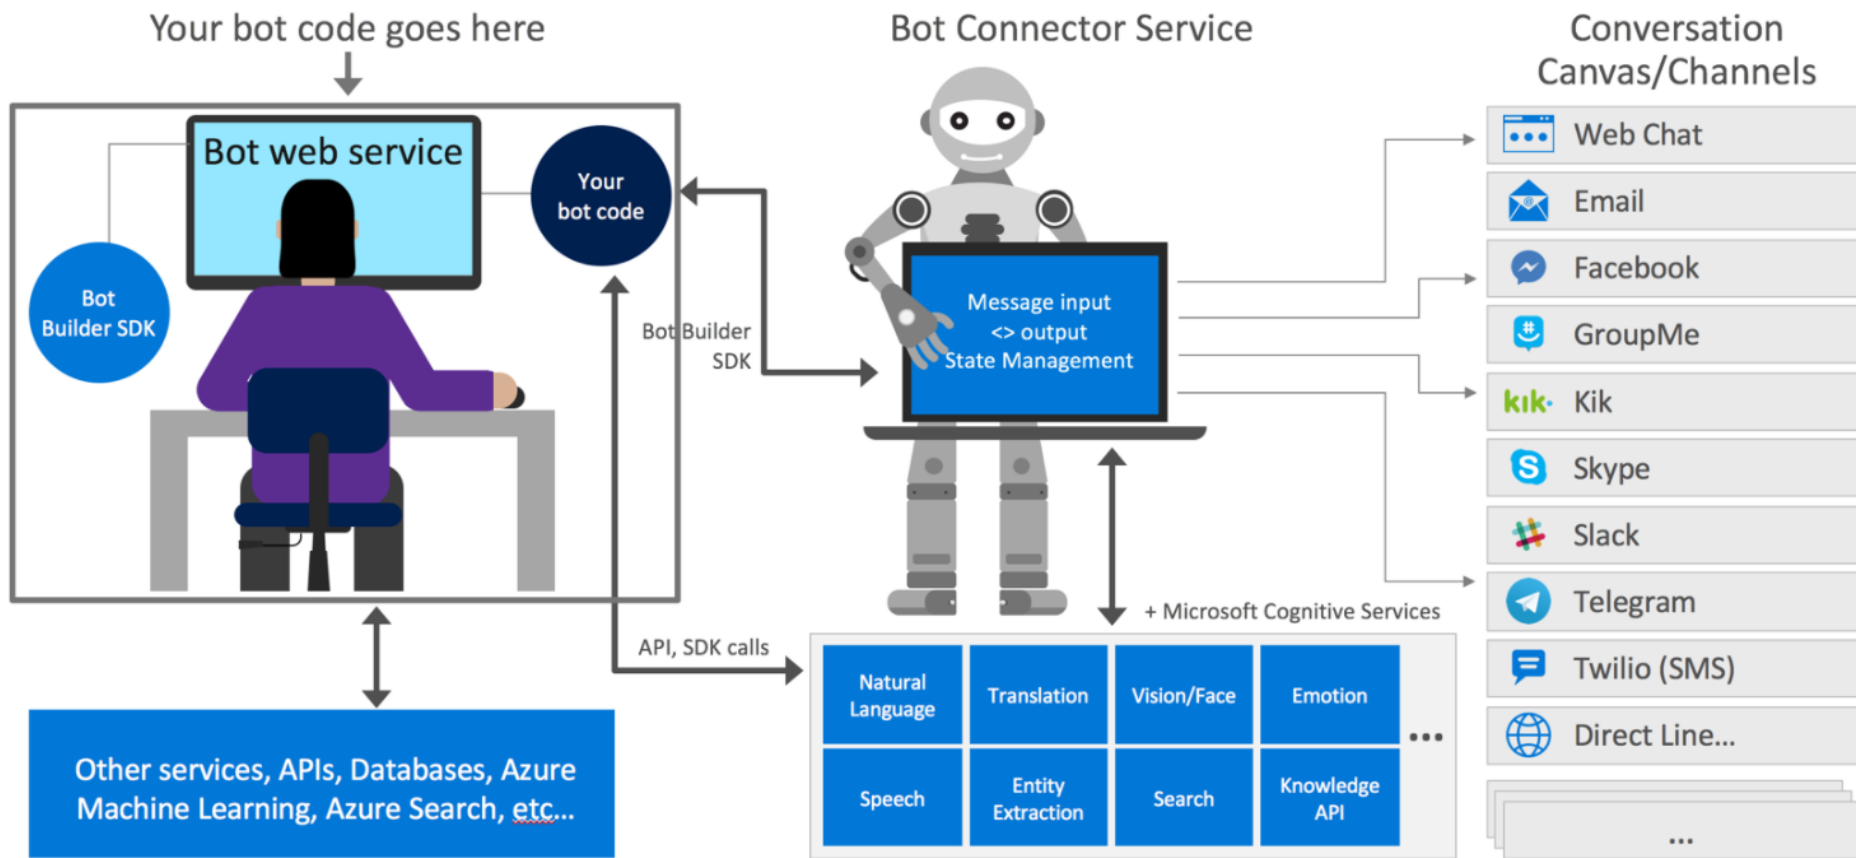 Your bot code goes here
Bot web service
Your
bot code
Bot
Builder SDK
Bot Builder
SDK
API, SDK calls
Other services, APIs, Databases, Azure
Machine Learning, Azure Search, etc...
Bot Connector Service
Message input
<> output
State Management
+ Microsoft Cognitive Services
Natural
Language
Translation
Vision/Face
Emotion
Speech
Entity
Extraction
Search
Knowledge
API
...
Conversation
Canvas/Channels
Web Chat
@
Email
Facebook
#
GroupMe
kik.
Kik
S
Skype
Slack
Telegram
Twilio (SMS)
Direct Line...
...